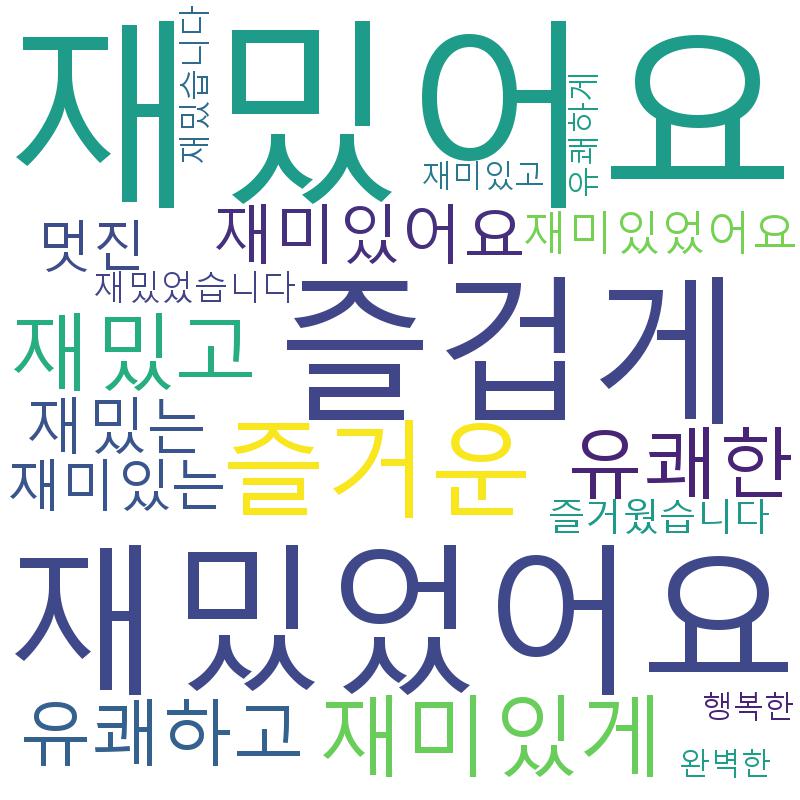 재밌어요
재밌습니다
유쾌하게
재미있고
재미있어요
재미있었어요
멋진
재밌었습니다
즐겁게
재밌고
재밌는
즐거운
유쾌한
재미있는
즐거웠습니다
재밌었어요
유쾌하고
재미있게
행복한
완벽한